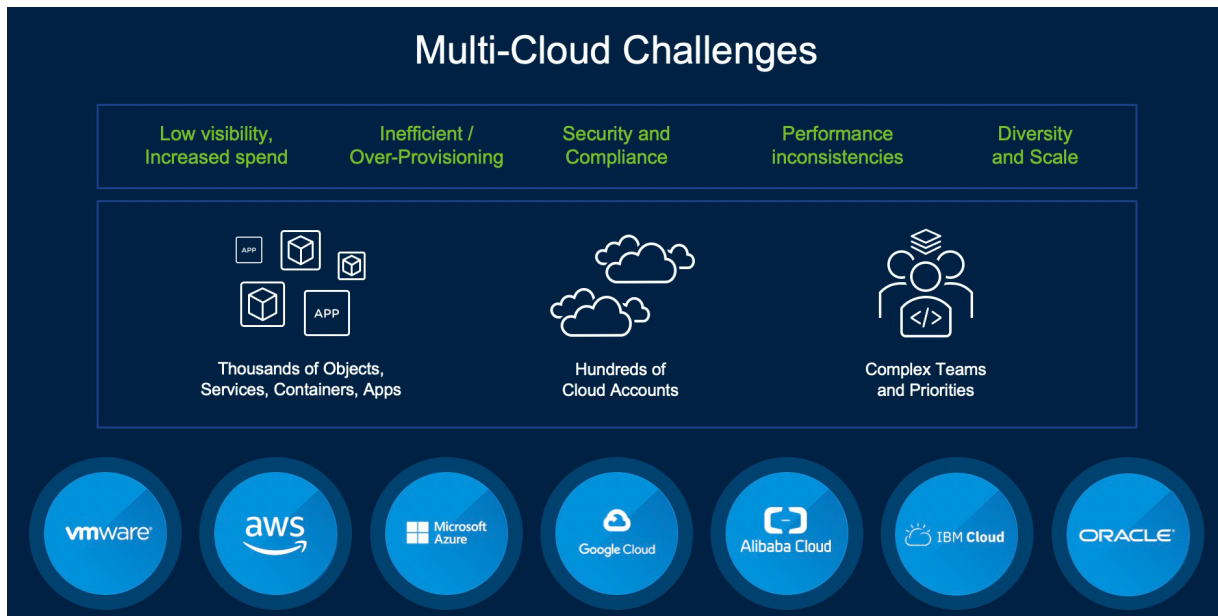 Multi-Cloud Challenges
Low visibility,
Increased spend
Inefficient /
Over-Provisioning
Security and
Compliance
Performance
inconsistencies
Diversity
and Scale
APP
APP
</>
Thousands of Objects,
Services, Containers, Apps
Hundreds of
Cloud Accounts
Complex Teams
and Priorities
vmware®
aws
Microsoft
Azure
Google Cloud
Alibaba Cloud
IBM Cloud
ORACLE®